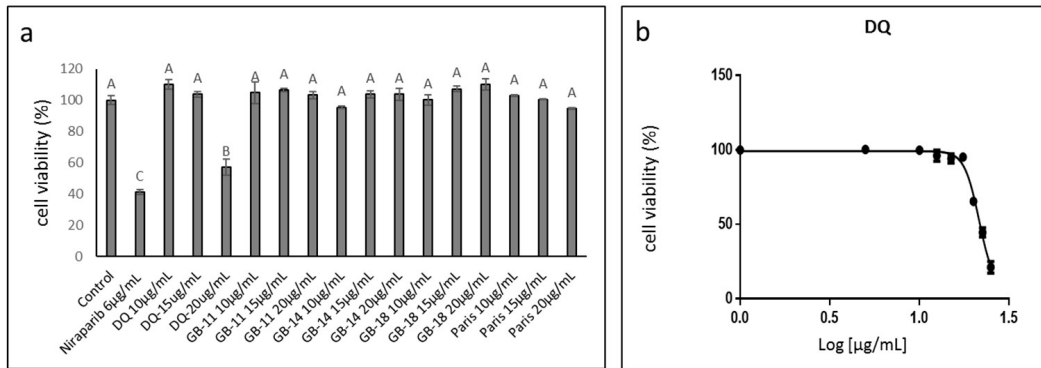 a
120
100
80
60
40
20
0
cell viability (%)
A
C
A
A
B
A
A
A
A
A
A
A
A
A
A
A
A
Control
Niraparib 6µg/mL
DQ 10µg/mL
DQ-15ug/mL
DQ-20ug/mL
GB-11 10µg/mL
GB-11 15µg/mL
GB-11 20µg/mL
GB-14 10µg/mL
GB-14 15µg/mL
GB-14 20µg/mL
GB-18 10µg/mL
GB-18 15µg/mL
GB-18 20µg/mL
Paris 10µg/mL
Paris 15µg/mL
Paris 20µg/mL
b
DQ
150
100
50
0
cell viability (%)
0.0 0.5 1.0 1.5
Log [µg/mL]